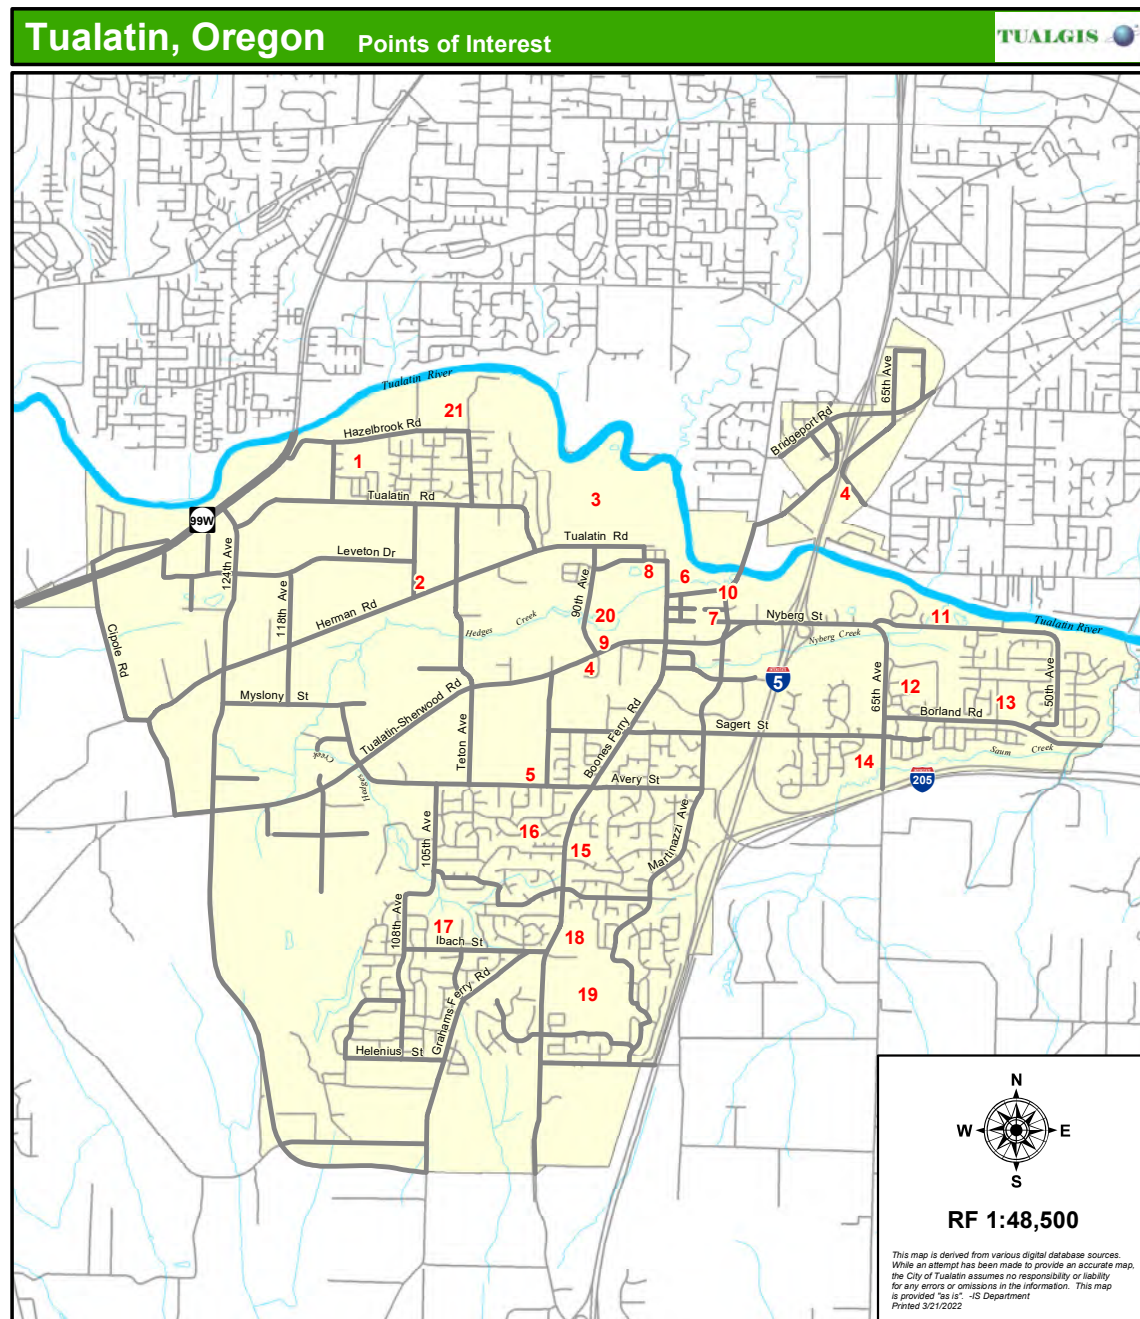 Tualatin, Oregon Points of Interest
TUALGIS
65th Ave
Tualatin River
Bridgeport Rd
21
Hazelbrook Rd
1
4
Tualatin Rd
3
99W
Tualatin Rd
Leveton Dr
124th Ave
2
8
6
118th Ave
90th Ave
10
Herman Rd
20
7
Nyberg St
11
Tualatin River
Hedges Creek
Cipole Rd
9
Nyberg Creek
4
5
12
13
50th Ave
65th Ave
Myslony St
Tualatin-Sherwood Rd
Boones Ferry Rd
Borland Rd
Sagert St
Teton Ave
Saum Creek
Hedges Creek
14
5
Avery St
205
16
105th Ave
15
Martinazzi Ave
108th Ave
17
18
Ibach St
Grahams Ferry Rd
19
Helenius St
N
W E
S
RF 1:48,500
This map is derived from various digital database sources.
While an attempt has been made to provide an accurate map,
the City of Tualatin assumes no responsibility or liability
for any errors or omissions in the information. This map
is provided "as is". -IS Department
Printed 3/21/2022